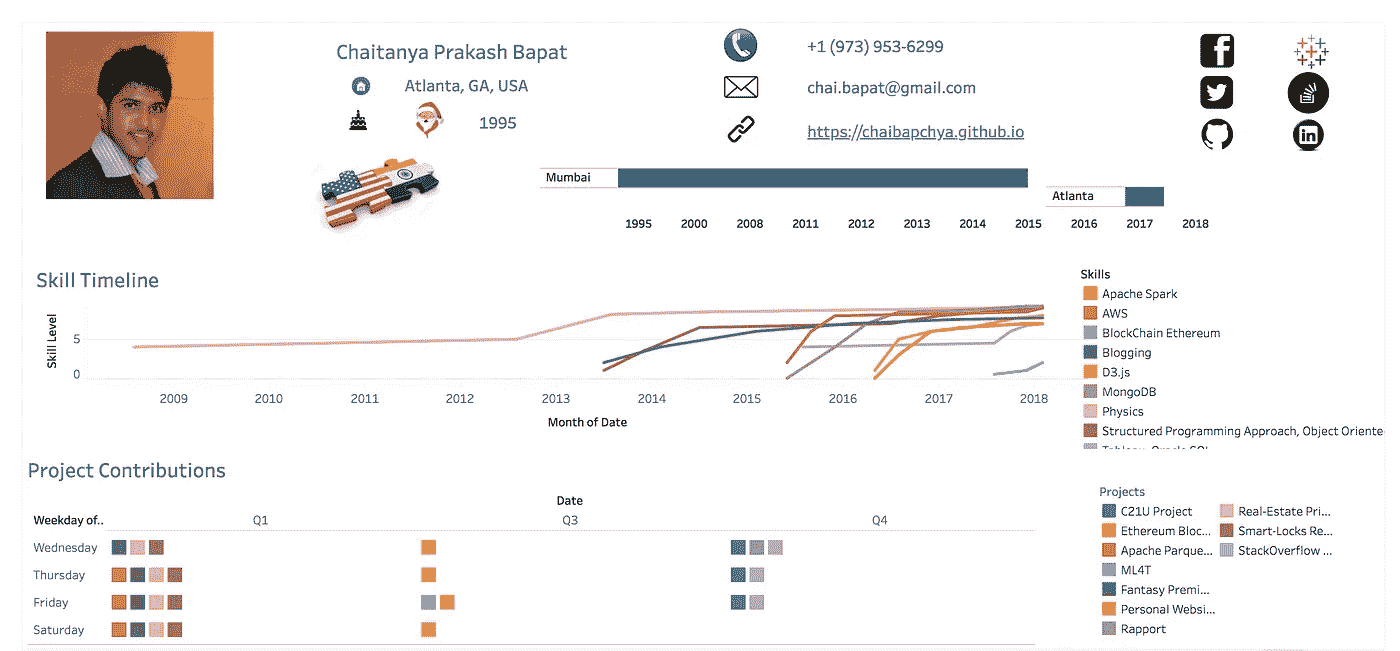 Chaitanya Prakash Bapat
Atlanta, GA, USA
1995
+1 (973) 953-6299
chai.bapat@gmail.com
https://chaibapchya.github.io
Mumbai
Atlanta
1995 2000 2008 2011 2012 2013 2014 2015 2016 2017 2018
Skill Timeline
Skill Level
5
0
2009 2010 2011 2012 2013 2014 2015 2016 2017 2018
Month of Date
Skills
Apache Spark
AWS
BlockChain Ethereum
Blogging
D3.js
MongoDB
Physics
Structured Programming Approach, Object Oriente
Project Contributions
Date
Weekday of.. Q1 Q3 Q4
Wednesday
Thursday
Friday
Saturday
Projects
C21U Project
Ethereum Bloc...
Apache Parque...
ML4T
Fantasy Premi...
Personal Websi...
Rapport
Real-Estate Pri...
Smart-Locks Re...
StackOverflow ...